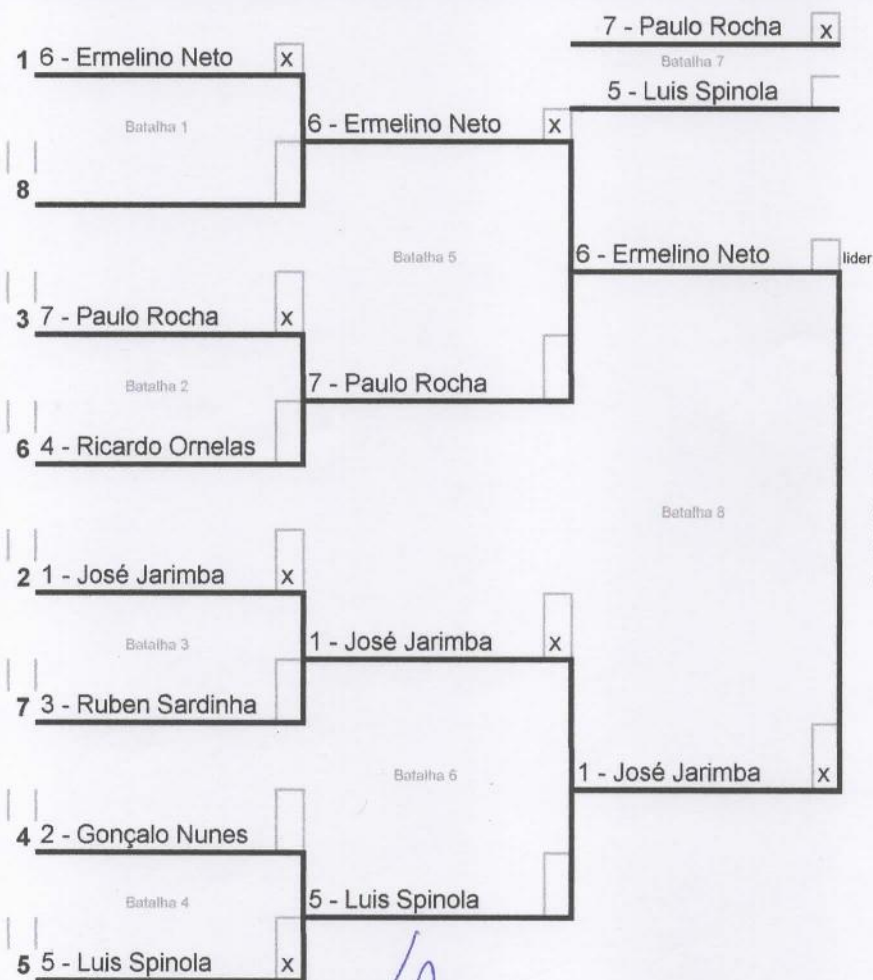 7 - Paulo Rocha x
1 6 - Ermelino Neto x
Batalha 7
5 - Luis Spinola
Batalha 1
6 - Ermelino Neto x
8
Batalha 5
6 - Ermelino Neto lider
3 7 - Paulo Rocha x
Batalha 2
7 - Paulo Rocha
6 4 - Ricardo Ornelas
Batalha 8
2 1 - José Jarimba x
Batalha 3
1 - José Jarimba x
7 3 - Ruben Sardinha
Batalha 6
1 - José Jarimba x
4 2 - Gonçalo Nunes
Batalha 4
5 - Luis Spinola
5 5 - Luis Spinola x